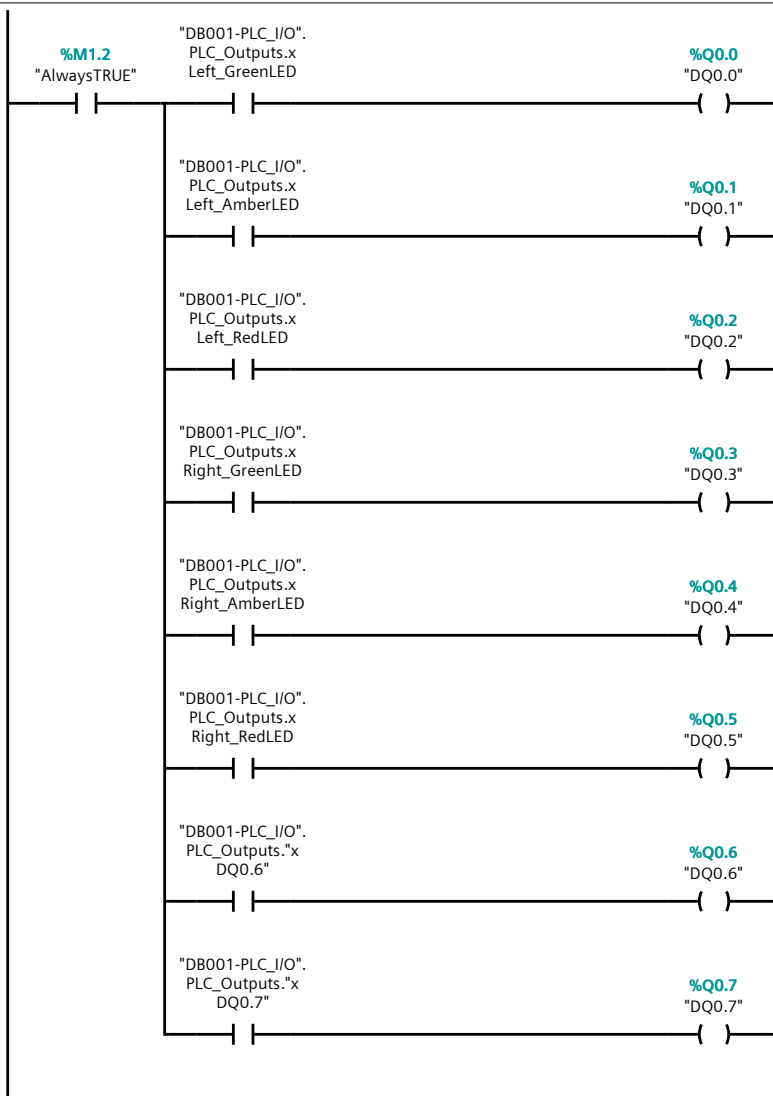 "DB001-PLC_I/O".
PLC_Outputs.x
Left_GreenLED
%M1.2
"AlwaysTRUE"
%Q0.0
"DQ0.0"
"DB001-PLC_I/O".
PLC_Outputs.x
Left_AmberLED
%Q0.1
"DQ0.1"
"DB001-PLC_I/O".
PLC_Outputs.x
Left_RedLED
%Q0.2
"DQ0.2"
"DB001-PLC_I/O".
PLC_Outputs.x
Right_GreenLED
%Q0.3
"DQ0.3"
"DB001-PLC_I/O".
PLC_Outputs.x
Right_AmberLED
%Q0.4
"DQ0.4"
"DB001-PLC_I/O".
PLC_Outputs.x
Right_RedLED
%Q0.5
"DQ0.5"
"DB001-PLC_I/O".
PLC_Outputs."x
DQ0.6"
%Q0.6
"DQ0.6"
"DB001-PLC_I/O".
PLC_Outputs."x
DQ0.7"
%Q0.7
"DQ0.7"